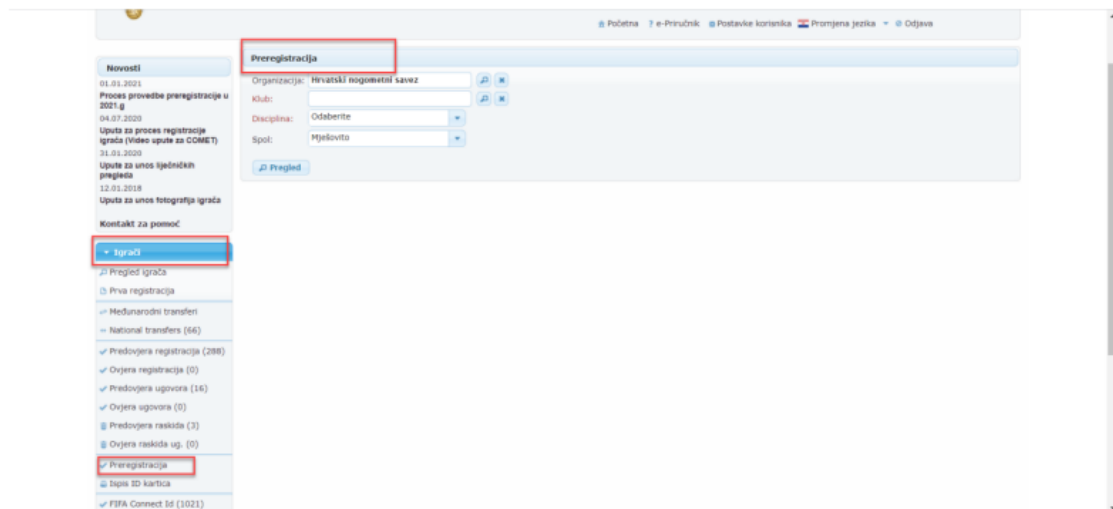 Početna ? e-Priručnik Postavke korisnika Promjena jezika Odjava
Novosti
01.01.2021
Proces provedbe preregistracije u
2021.g
04.07.2020
Uputa za proces registracije
igrača (Video upute za COMET)
31.01.2020
Upute za unos liječničkih
pregleda
12.01.2018
Uputa za unos fotografija igrača
Kontakt za pomoć
Igrači
Pregled igrača
Prva registracija
Međunarodni transferi
National transfers (66)
Predovjera registracija (288)
Ovjera registracija (0)
Predovjera ugovora (16)
Ovjera ugovora (0)
Predovjera raskida (3)
Ovjera raskida ug. (0)
Preregistracija
Ispis ID kartica
FIFA Connect Id (1021)
Preregistracija
Organizacija: Hrvatski nogometni savez
Klub:
Disciplina: Odaberite
Spol: Mješovito
Pregled